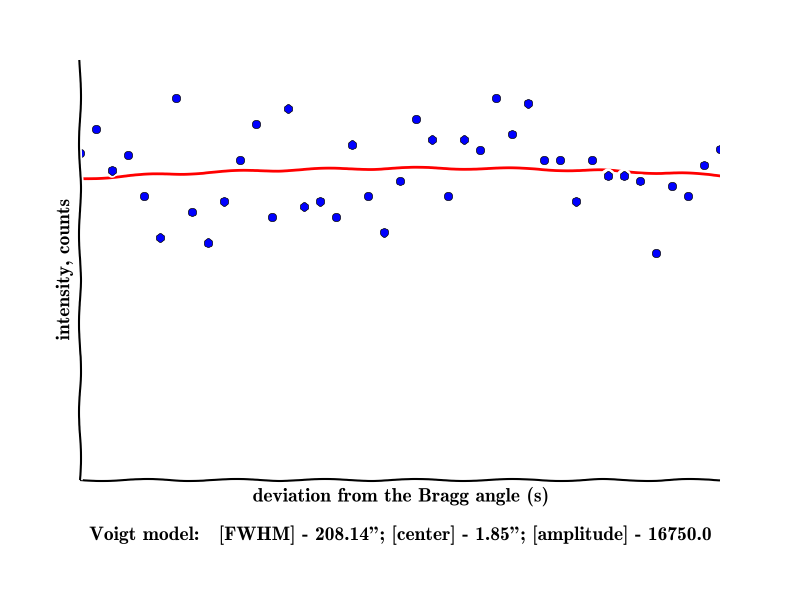 intensity, counts
deviation from the Bragg angle (s)
Voigt model: [FWHM] - 208.14”; [center] - 1.85”; [amplitude] - 16750.0